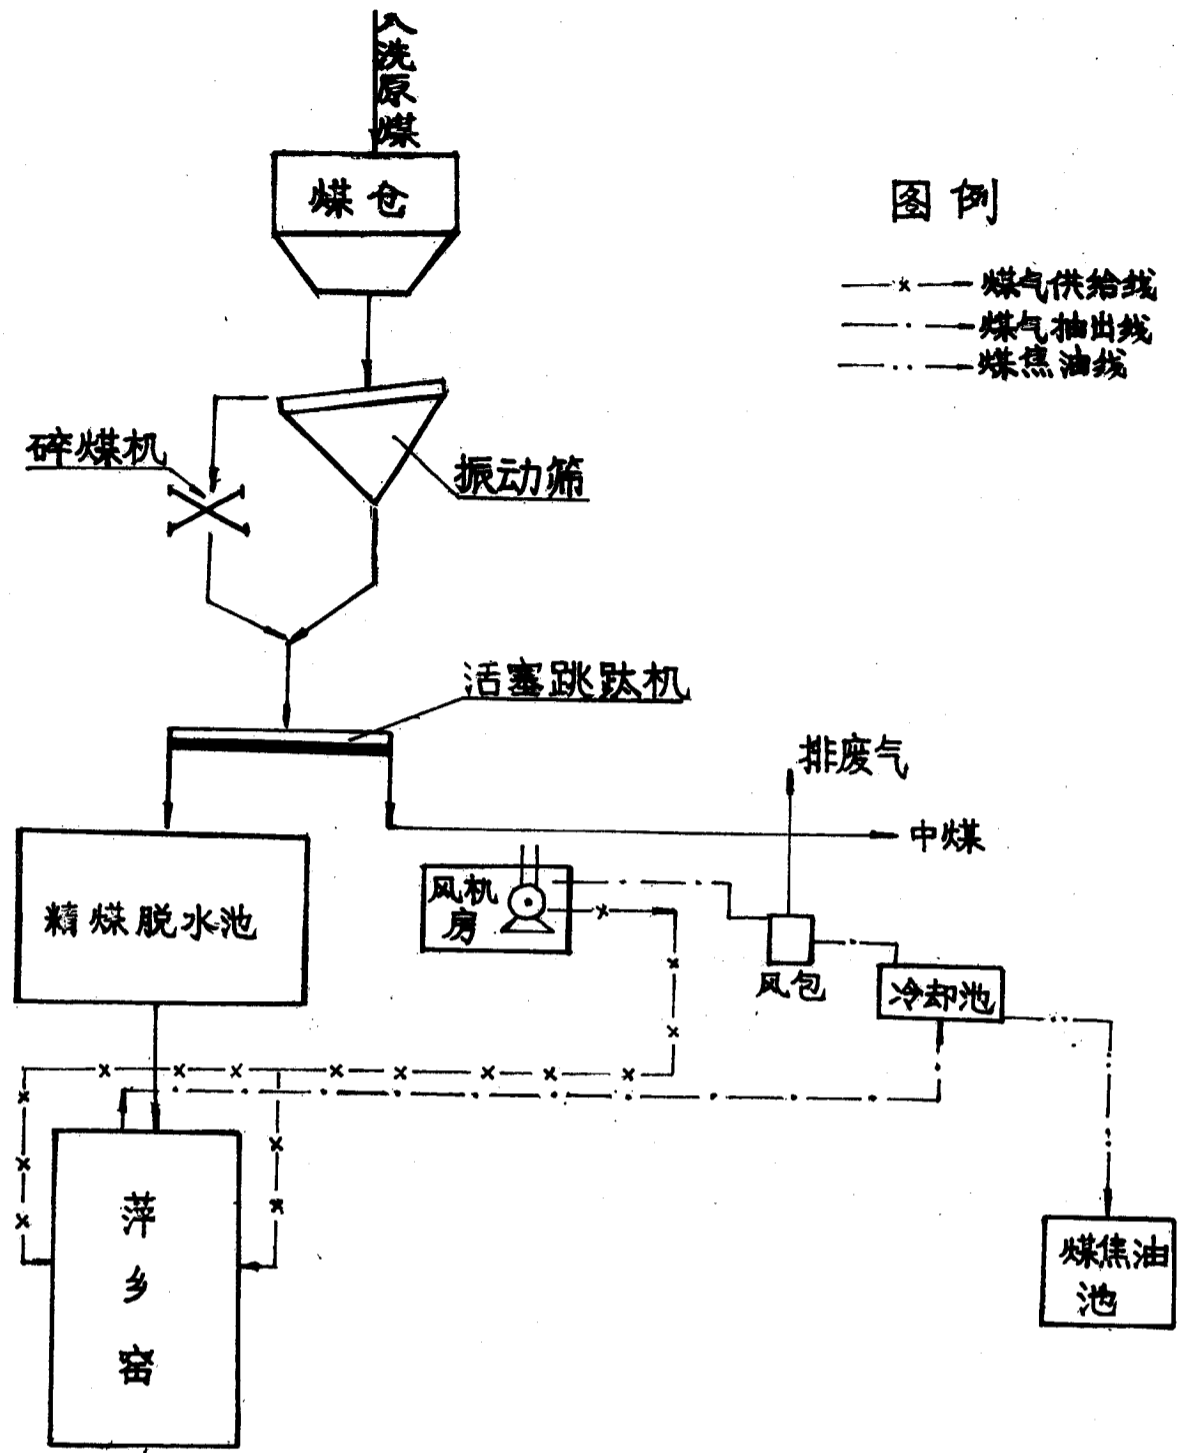 入洗原煤
煤仓
图例
煤气供给线
煤气抽出线
煤焦油线
碎煤机
振动筛
活塞跳汰机
排废气
中煤
风机
房
精煤脱水池
风包
冷却池
萍乡窑
煤焦油
池